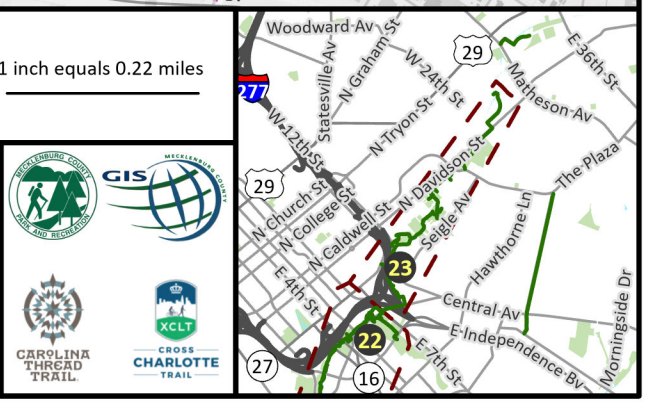 1 inch equals 0.22 miles
MECKLENBURG COUNTY
PARK AND RECREATION
GIS
MECKLENBURG COUNTY
CAROLINA
THREAD
TRAIL
XCLT
CROSS
CHARLOTTE
TRAIL
Woodward Av
Statesville Av
N Graham St
W 24th St
29
E 36th St
Matheson Av
277
W 12th St
N Tryon St
29
N Davidson St
The Plaza
N Church St
N College St
N Caldwell St
Seigle Av
Hawthorne Ln
23
E 4th St
Central Av
Morningside Dr
22
E Independence Bv
E 7th St
27
16